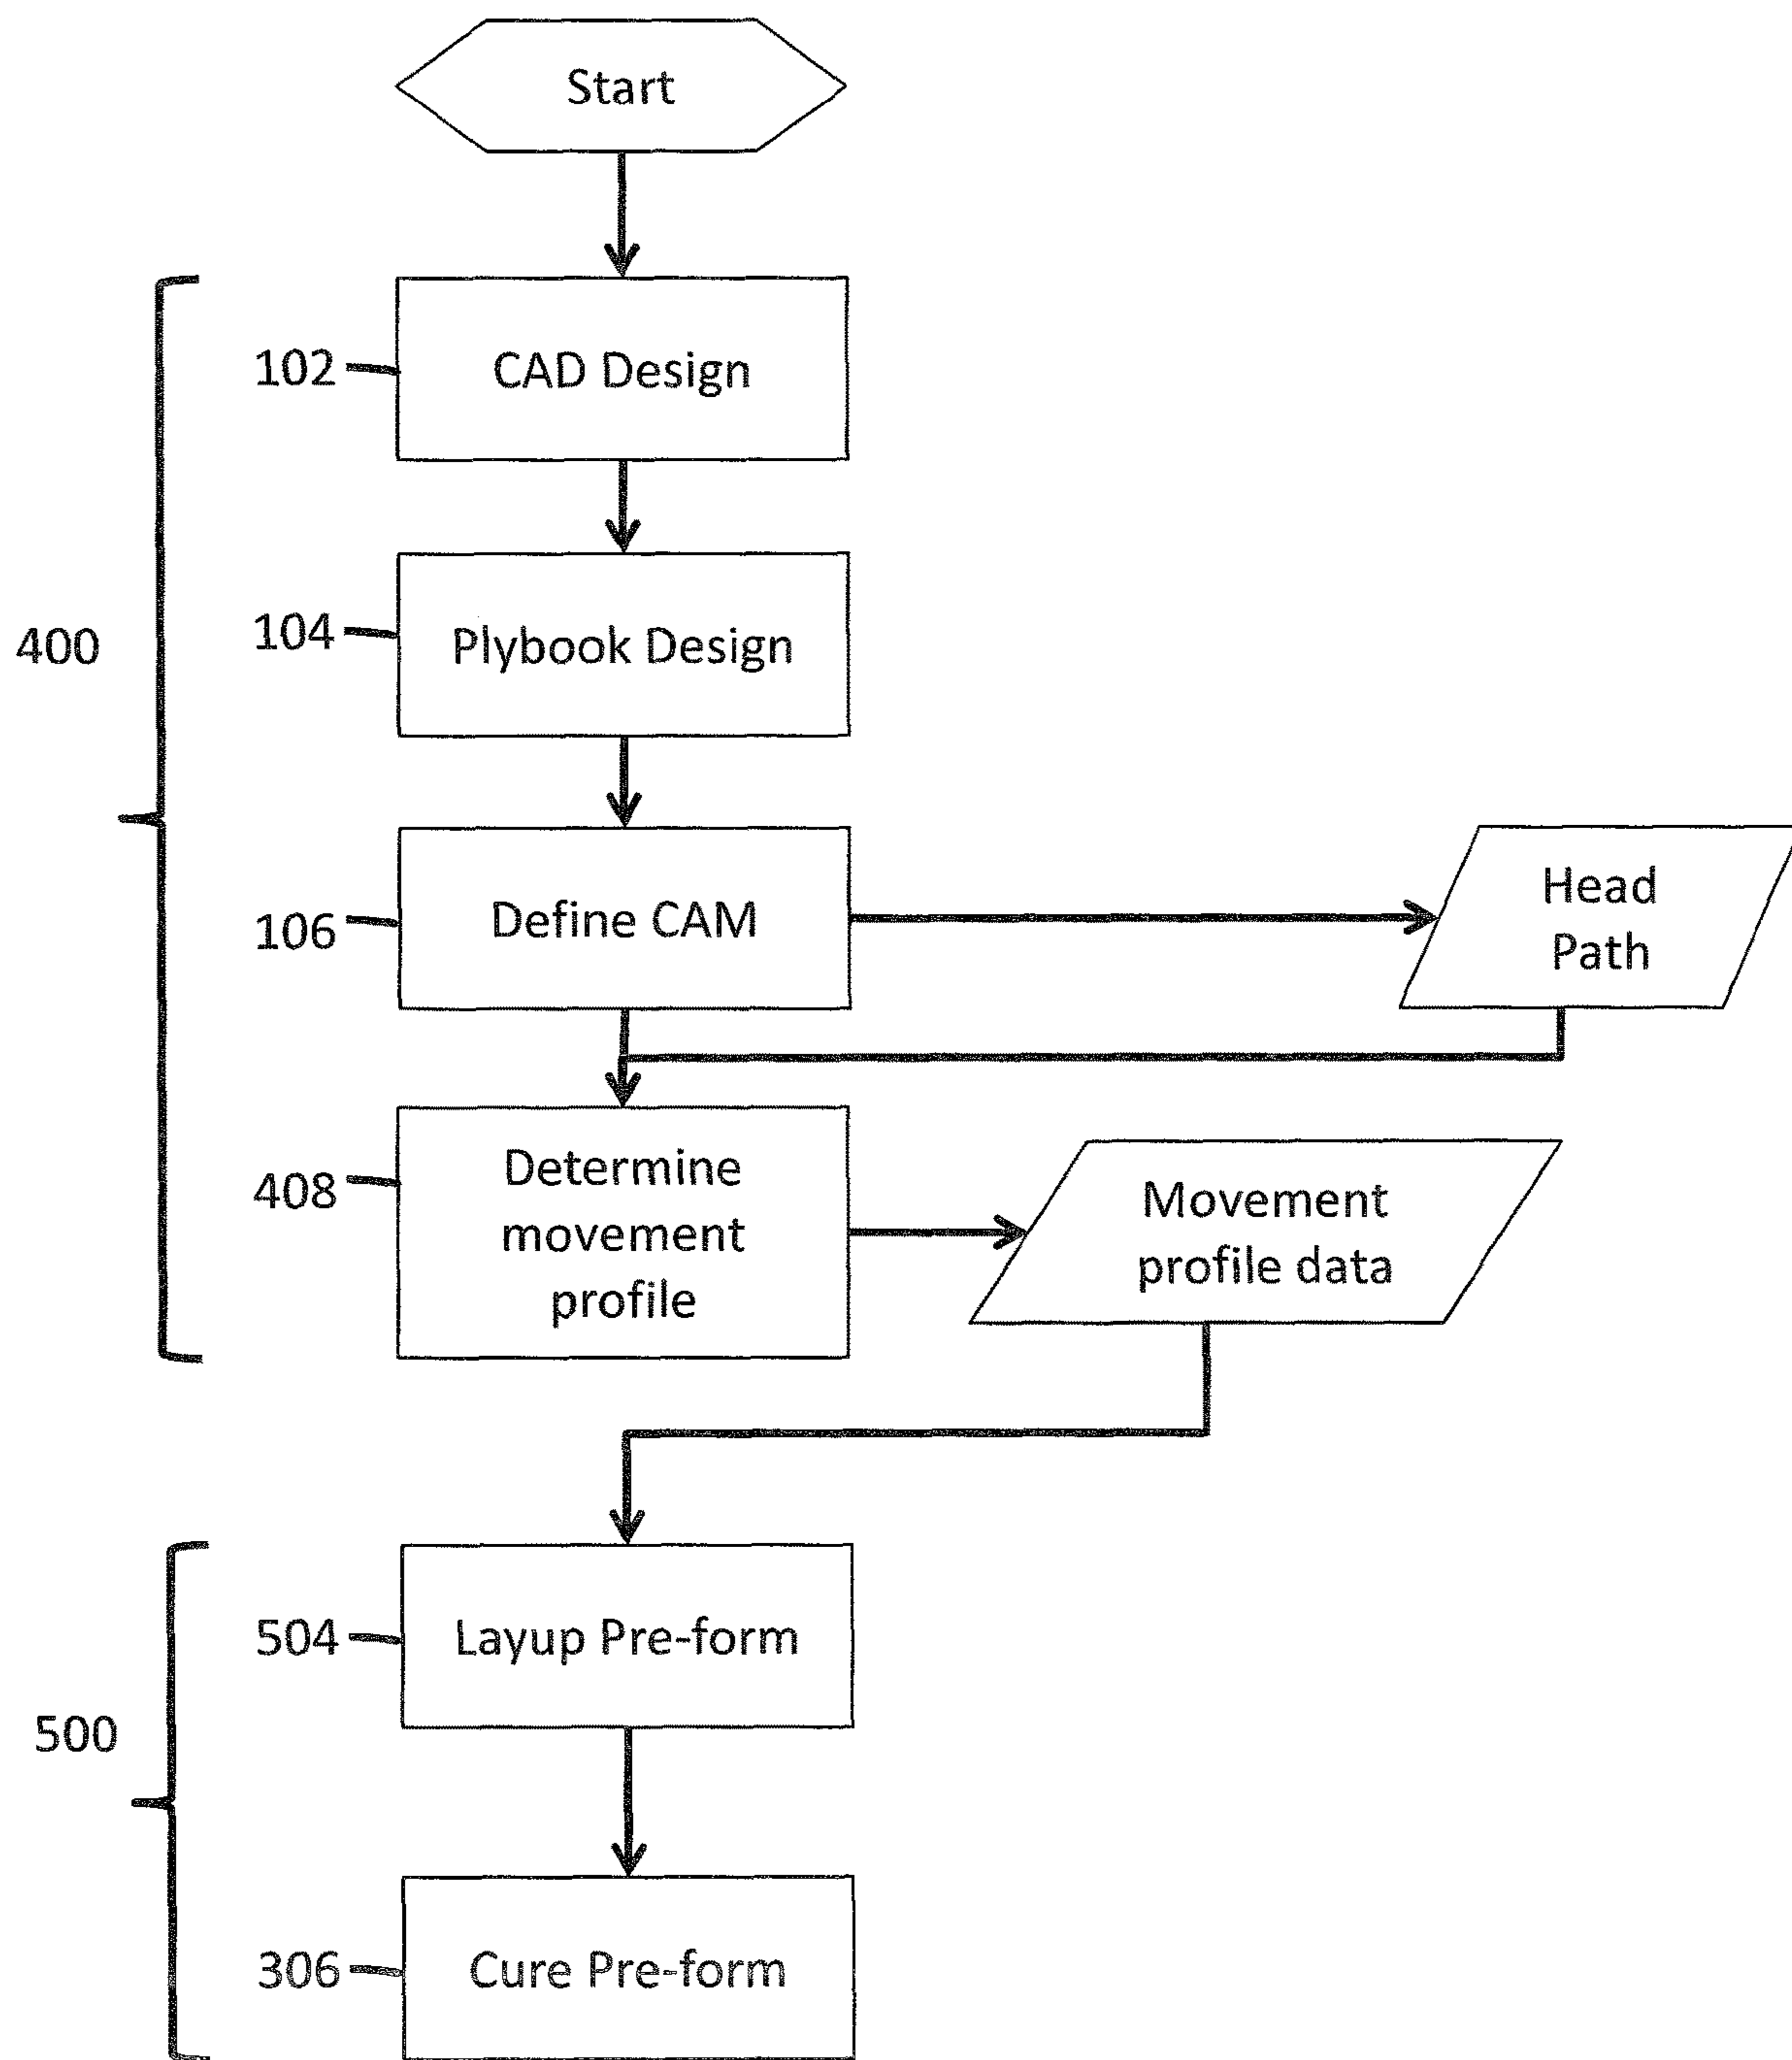 Start
102
CAD Design
400
104
Plybook Design
106
Define CAM
Head
Path
408
Determine
movement
profile
Movement
profile data
504
Layup Pre-form
500
306
Cure Pre-form